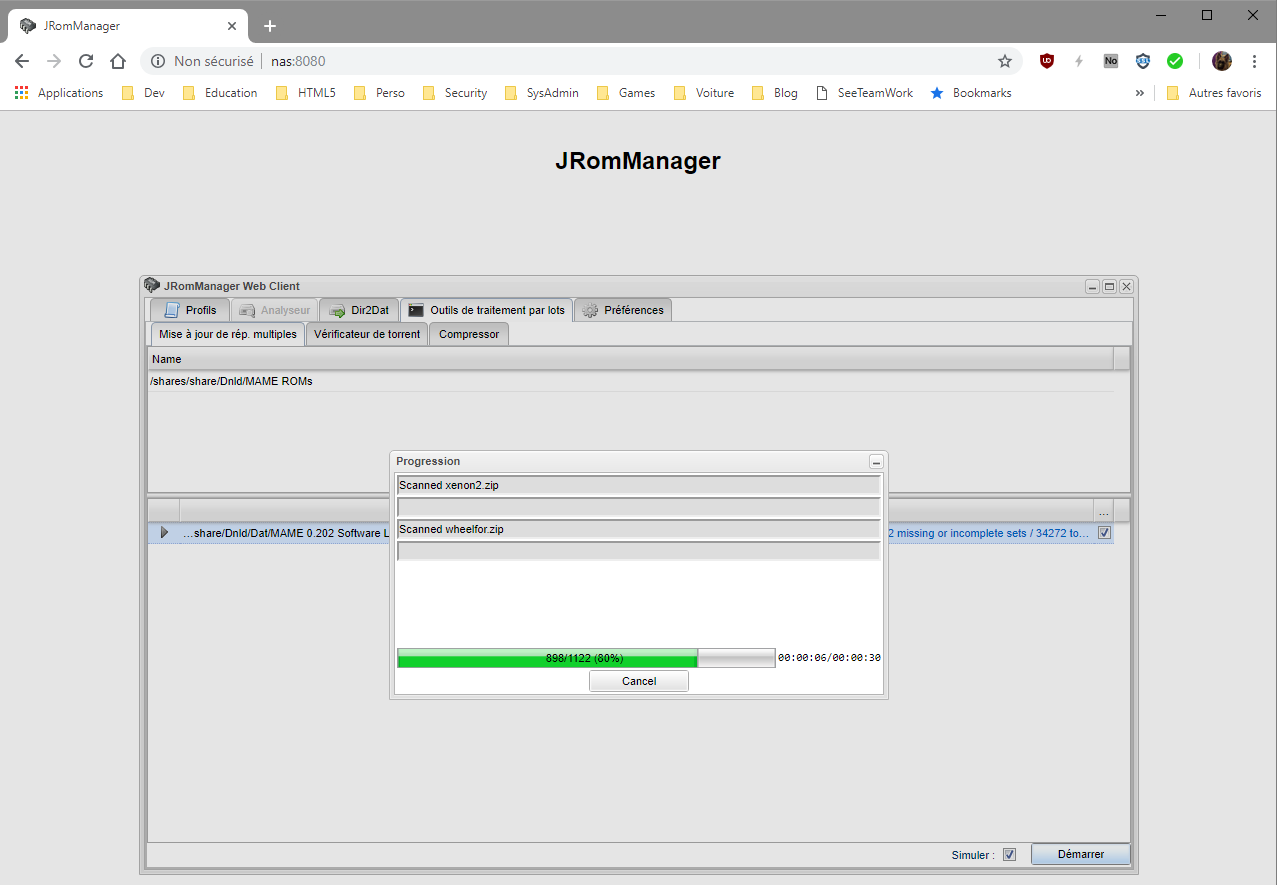 JRomManager
Non sécurisé nas:8080
No
Applications Dev Education HTML5 Perso Security SysAdmin Games Voiture Blog SeeTeamWork Bookmarks » Autres favoris
JRomManager
JRomManager Web Client
Profils Analyseur Dir2Dat Outils de traitement par lots Préférences
Mise à jour de rép. multiples Vérificateur de torrent Compressor
Name
/shares/share/Dnld/MAME ROMs
Progression
Scanned xenon2.zip
...
...share/Dnld/Dat/MAME 0.202 Software L Scanned wheelfor.zip 2 missing or incomplete sets / 34272 to...
898/1122 (80%) 00:00:06/00:00:30
Cancel
Simuler : Démarrer